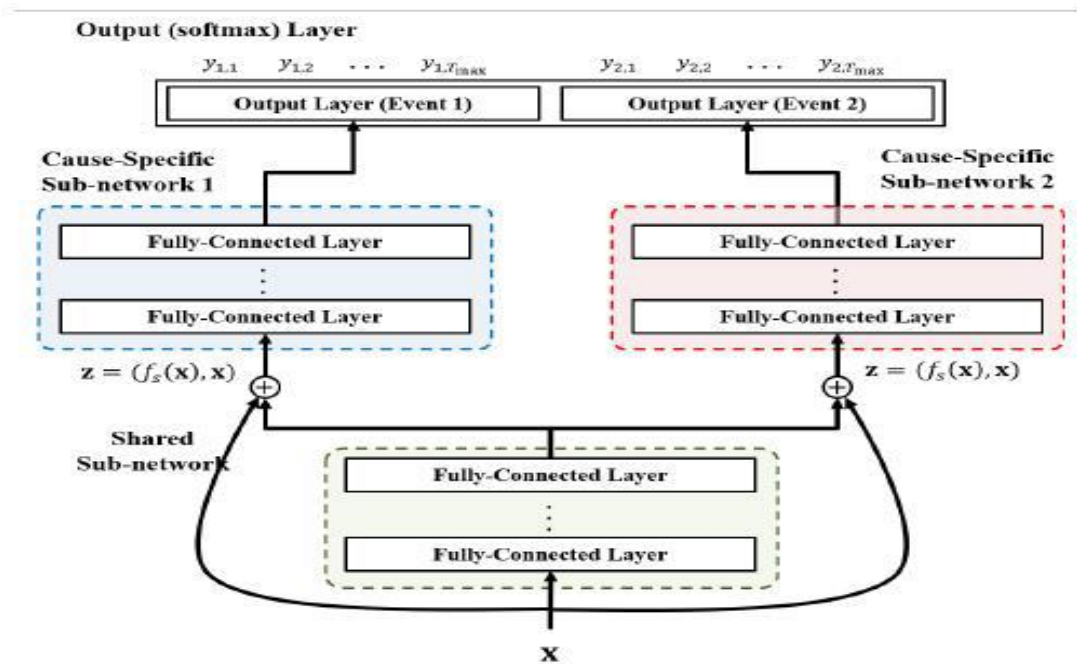 Output (softmax) Layer
y1,1 y1,2 · · · y1,Tmax y2,1 y2,2 · · · y2,Tmax
Output Layer (Event 1) Output Layer (Event 2)
Cause-Specific
Sub-network 1
Cause-Specific
Sub-network 2
Fully-Connected Layer Fully-Connected Layer
⋮ ⋮
Fully-Connected Layer Fully-Connected Layer
z = (fs(x), x) z = (fs(x), x)
+ +
Shared
Sub-network
Fully-Connected Layer
⋮
Fully-Connected Layer
x